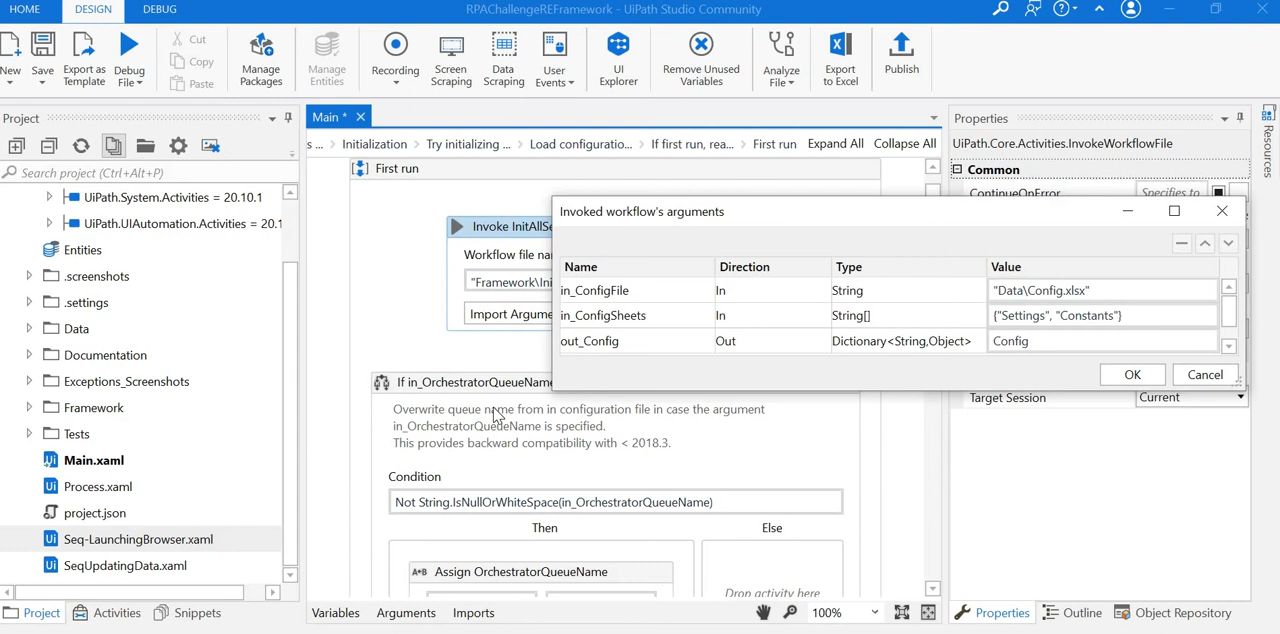 HOME
DESIGN
DEBUG
RPAChallengeREFramework - UiPath Studio Community
New
Save
Export as Template
Debug File
Cut
Copy
Paste
Manage Packages
Manage Entities
Recording
Screen Scraping
Data Scraping
User Events
UI Explorer
Remove Unused Variables
Analyze File
Export to Excel
Publish
Project
Search project (Ctrl+Alt+P)
UiPath.System.Activities = 20.10.1
UiPath.UIAutomation.Activities = 20.1
Entities
.screenshots
.settings
Data
Documentation
Exceptions_Screenshots
Framework
Tests
Main.xaml
Process.xaml
project.json
Seq-LaunchingBrowser.xaml
SeqUpdatingData.xaml
Project
Activities
Snippets
Main *
s ...
Initialization
Try initializing ...
Load configuratio...
If first run, rea...
First run
Expand All
Collapse All
First run
Invoke InitAllSe
Workflow file nam
"Framework\Ini
Import Argume
If in_OrchestratorQueueName
Overwrite queue name from in configuration file in case the argument
in_OrchestratorQueueName is specified.
This provides backward compatibility with < 2018.3.
Condition
Not String.IsNullOrWhiteSpace(in_OrchestratorQueueName)
Then
Else
A*B Assign OrchestratorQueueName
Drop activity here
Variables
Arguments
Imports
100%
Invoked workflow's arguments
Name Direction Type Value
in_ConfigFile In String "Data\Config.xlsx"
in_ConfigSheets In String[] {"Settings", "Constants"}
out_Config Out Dictionary<String,Object> Config
OK
Cancel
Properties
UiPath.Core.Activities.InvokeWorkflowFile
Common
ContinueOnError
Specifies to
Target Session
Current
Properties
Outline
Object Repository
Resources